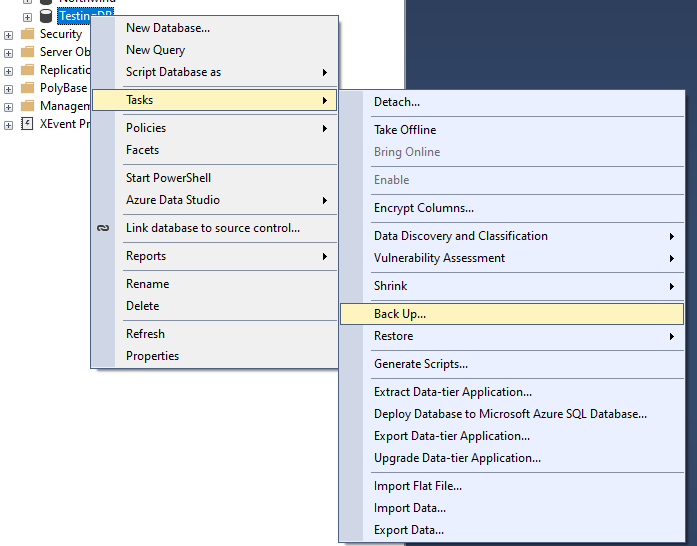 TestingDB
Security
Server Ob
Replicatio
PolyBase
Managem
XEvent Pr
New Database...
New Query
Script Database as
Tasks
Policies
Facets
Start PowerShell
Azure Data Studio
Link database to source control...
Reports
Rename
Delete
Refresh
Properties
Detach...
Take Offline
Bring Online
Enable
Encrypt Columns...
Data Discovery and Classification
Vulnerability Assessment
Shrink
Back Up...
Restore
Generate Scripts...
Extract Data-tier Application...
Deploy Database to Microsoft Azure SQL Database...
Export Data-tier Application...
Upgrade Data-tier Application...
Import Flat File...
Import Data...
Export Data...